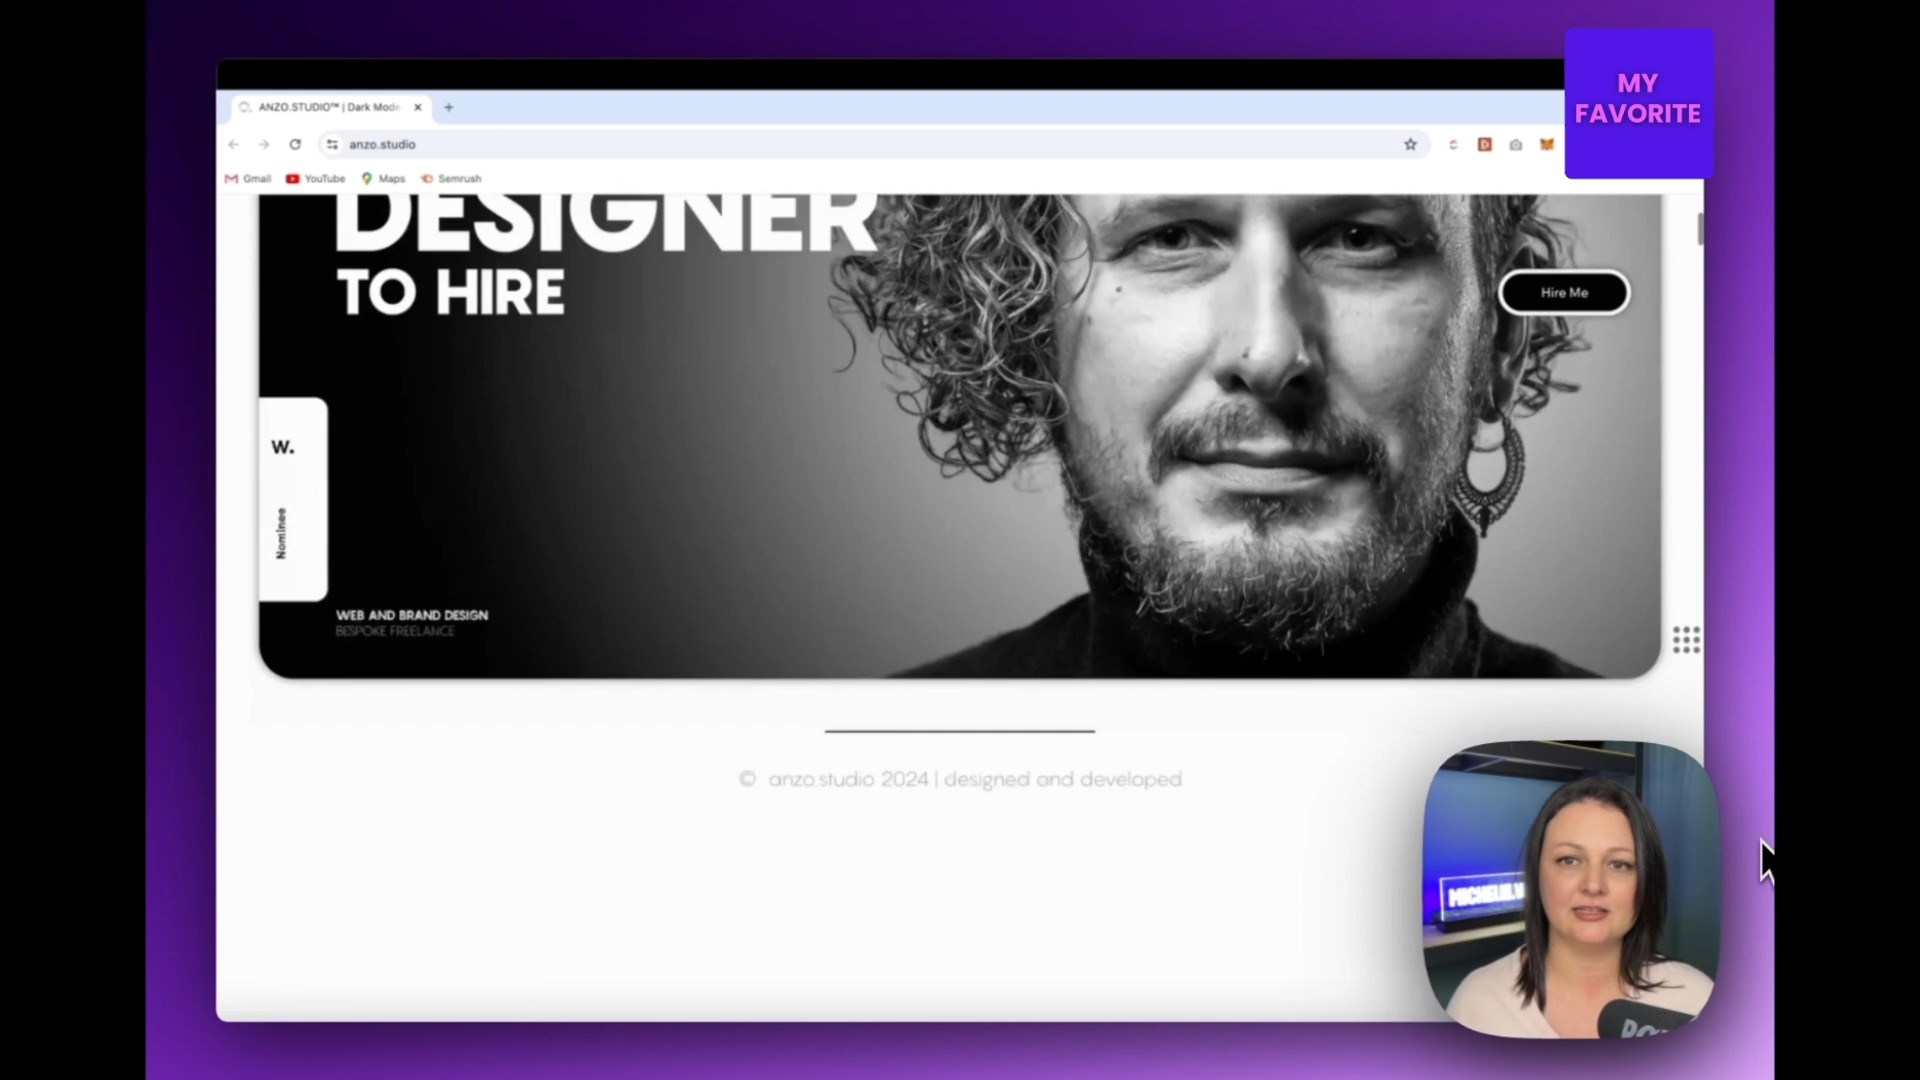 MY
FAVORITE
ANZO.STUDIO™ | Dark Mode
anzo.studio
Gmail
YouTube
Maps
Semrush
DESIGNER
TO HIRE
Hire Me
W.
Nominee
WEB AND BRAND DESIGN
BESPOKE FREELANCE
© anzo.studio 2024 | designed and developed